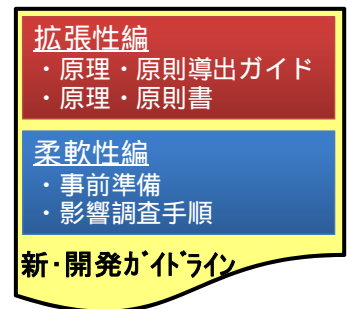 拡張性編
・原理・原則導出ガイド
・原理・原則書
柔軟性編
・事前準備
・影響調査手順
新･開発ｶﾞｲﾄﾞﾗｲﾝ